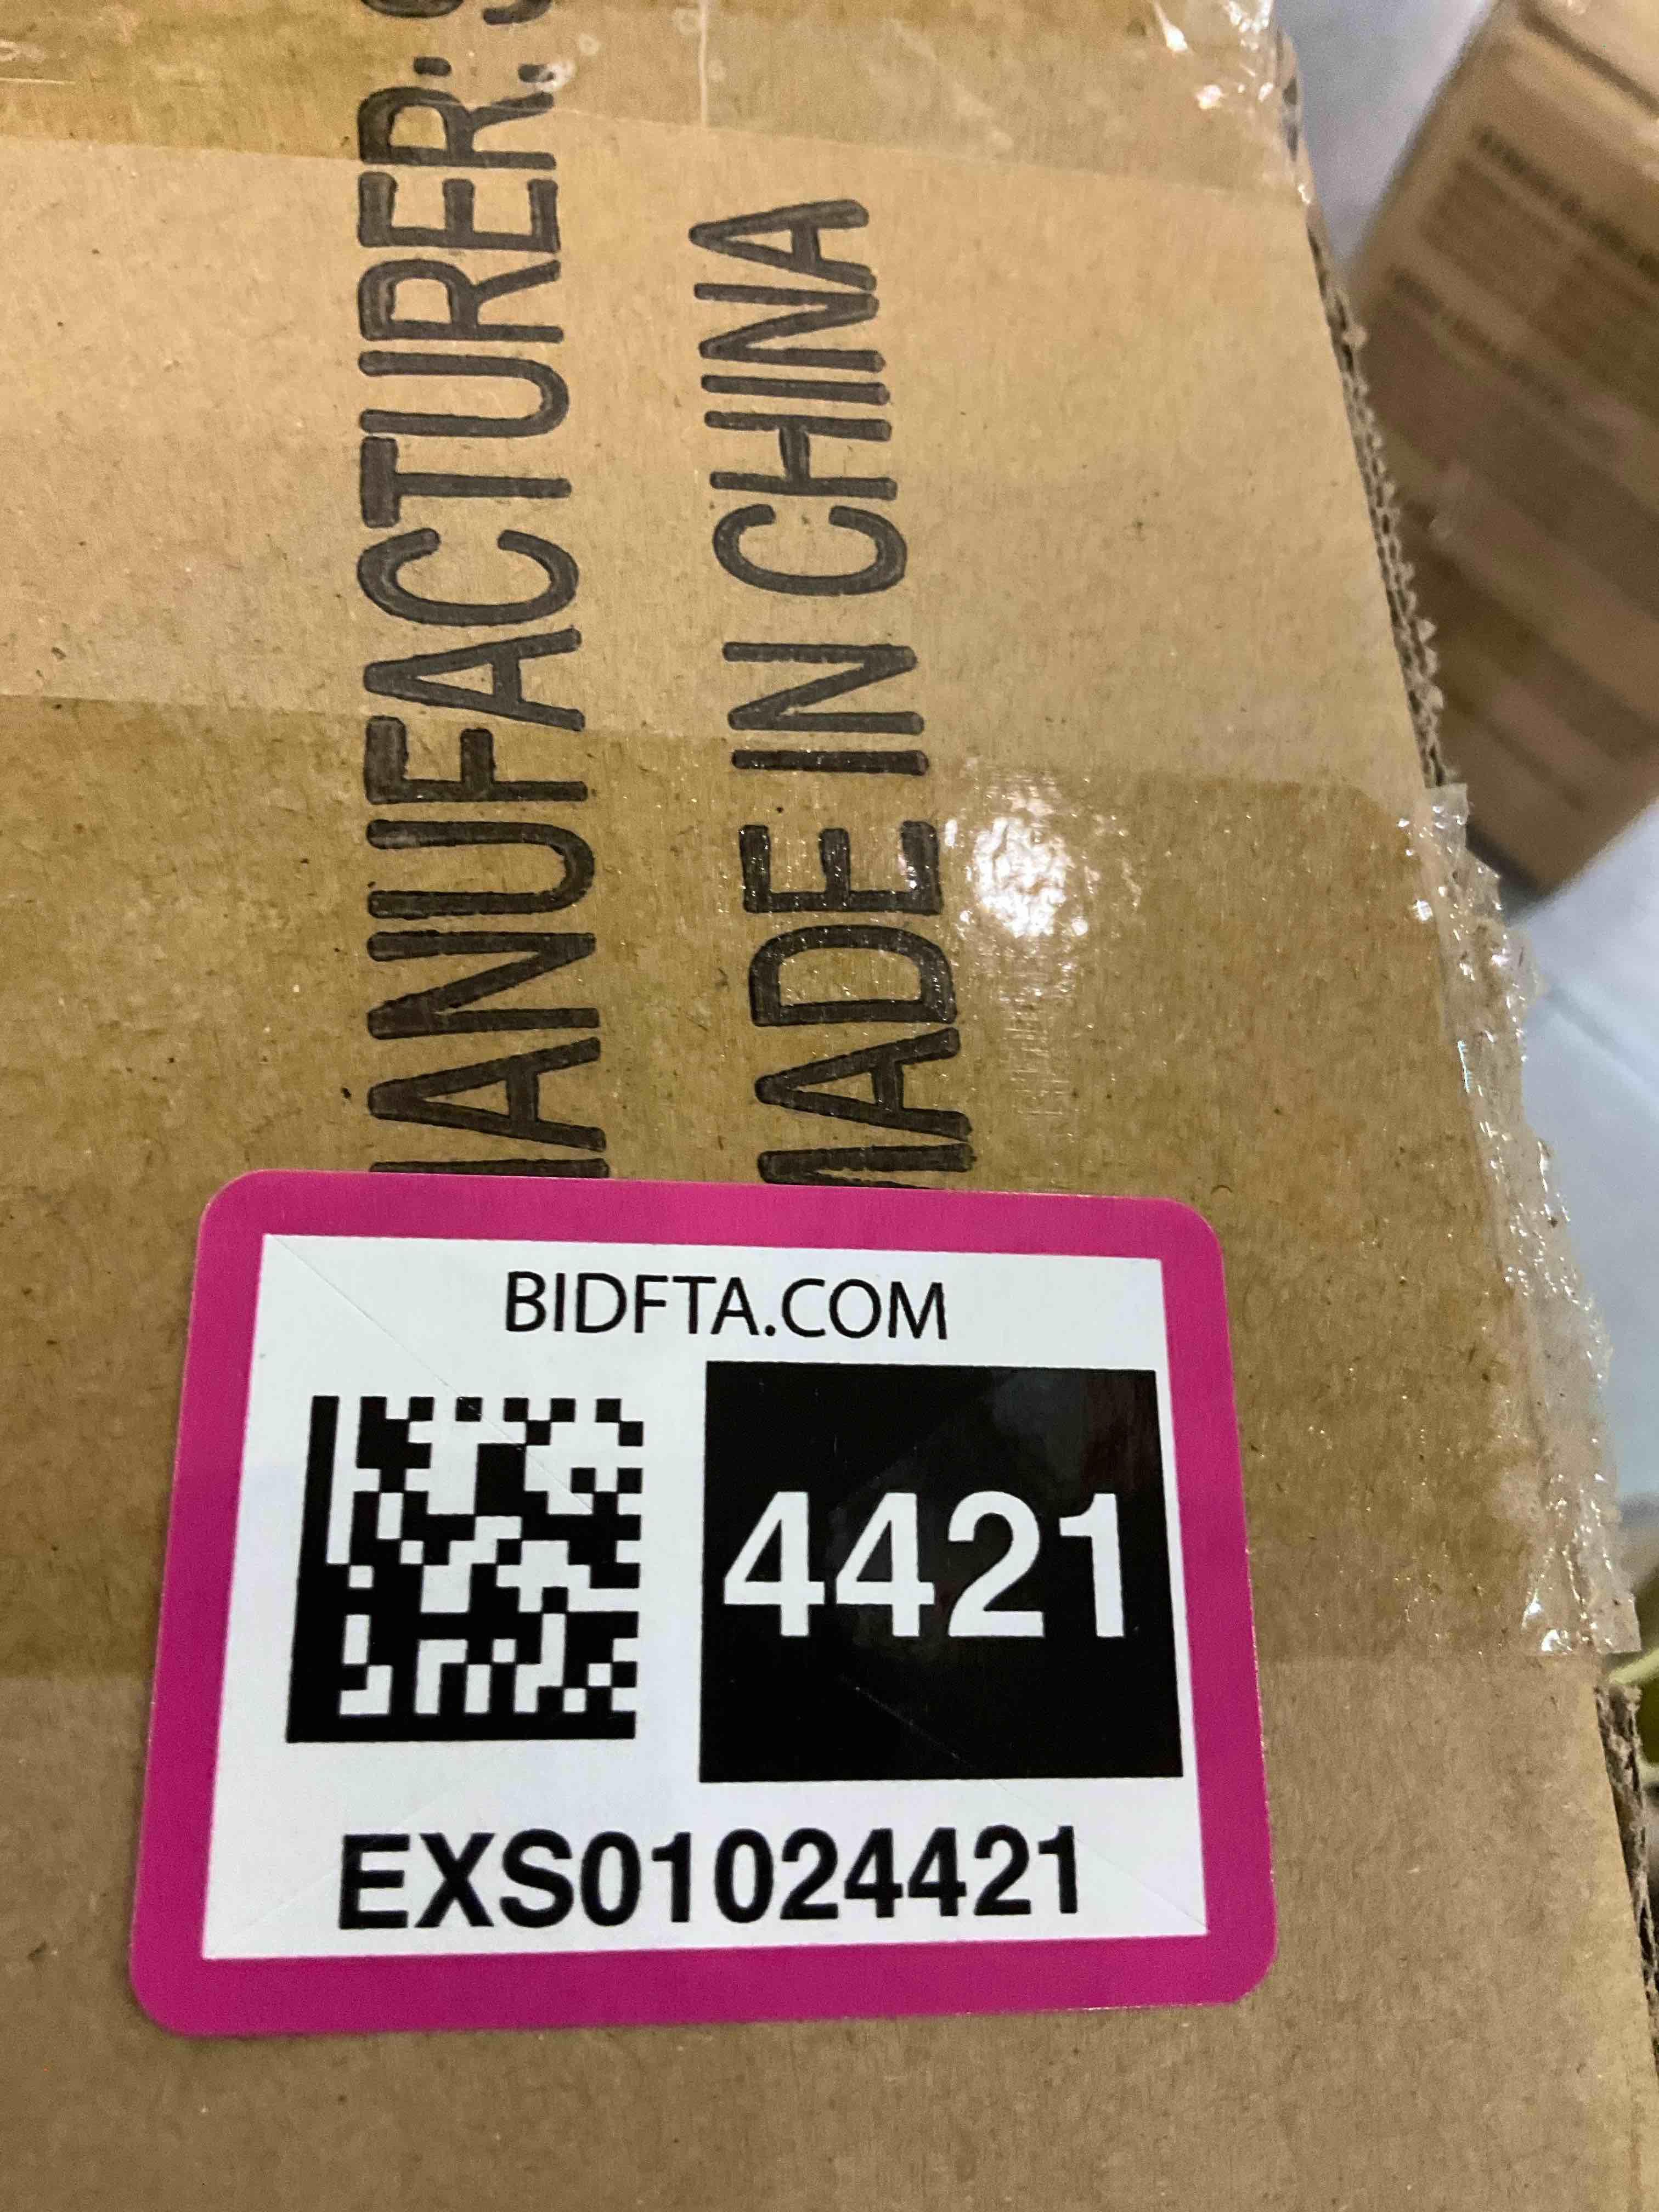 MANUFACTURER:
MADE IN CHINA
BIDFTA.COM
4421
EXS01024421